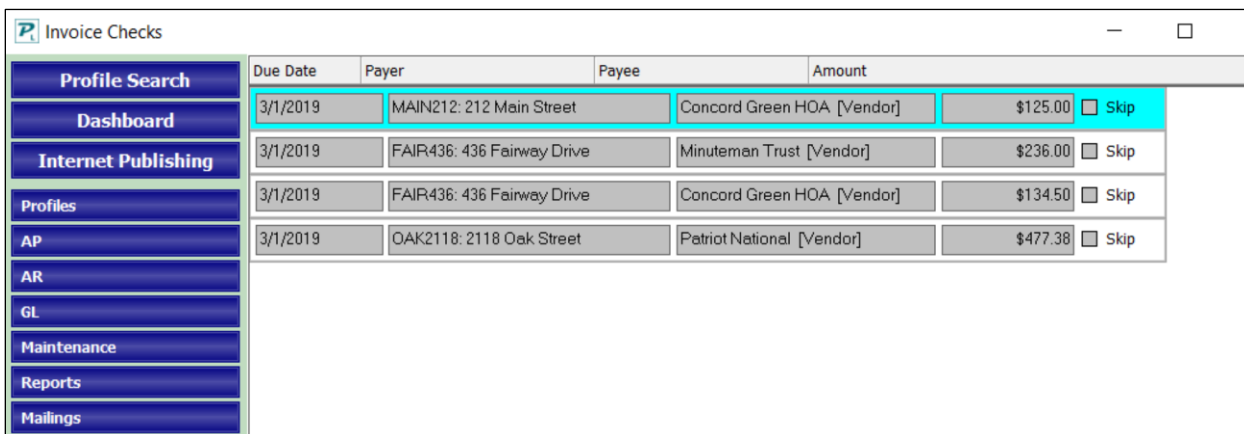 Invoice Checks
Profile Search
Dashboard
Internet Publishing
Profiles
AP
AR
GL
Maintenance
Reports
Mailings
Due Date Payer Payee Amount
3/1/2019 MAIN212: 212 Main Street Concord Green HOA [Vendor] $125.00 Skip
3/1/2019 FAIR436: 436 Fairway Drive Minuteman Trust [Vendor] $236.00 Skip
3/1/2019 FAIR436: 436 Fairway Drive Concord Green HOA [Vendor] $134.50 Skip
3/1/2019 OAK2118: 2118 Oak Street Patriot National [Vendor] $477.38 Skip